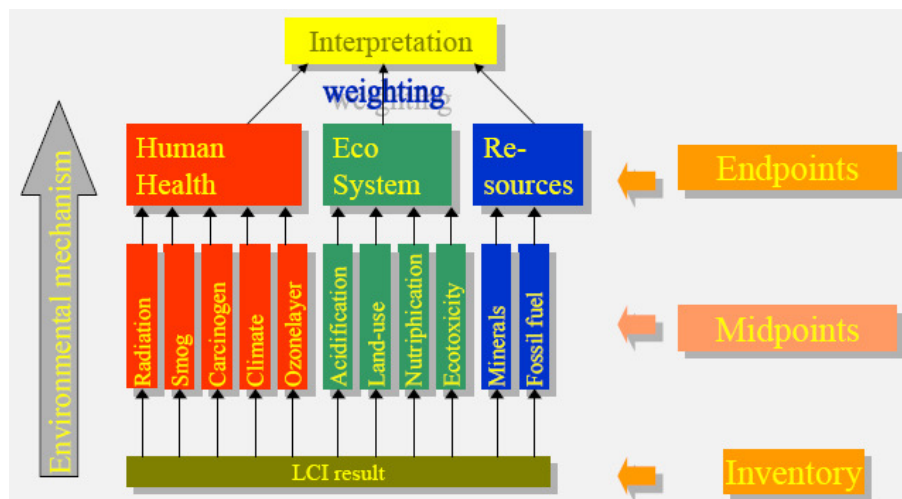 Interpretation
weighting
Human
Health
Eco
System
Re-
sources
Endpoints
Environmental mechanism
Radiation
Smog
Carcinogen
Climate
Ozonelayer
Acidification
Land-use
Nutriphication
Ecotoxicity
Minerals
Fossil fuel
Midpoints
LCI result
Inventory